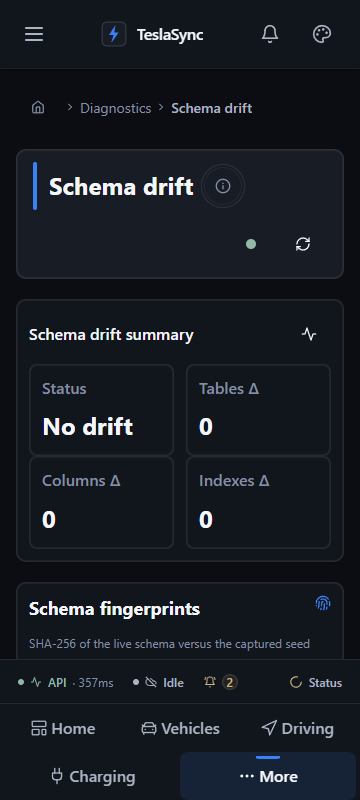 TeslaSync
Diagnostics > Schema drift
Schema drift
Schema drift summary
Status
No drift
Tables Δ
0
Columns Δ
0
Indexes Δ
0
Schema fingerprints
SHA-256 of the live schema versus the captured seed
API · 357ms
Idle
2
Status
Home
Vehicles
Driving
Charging
More